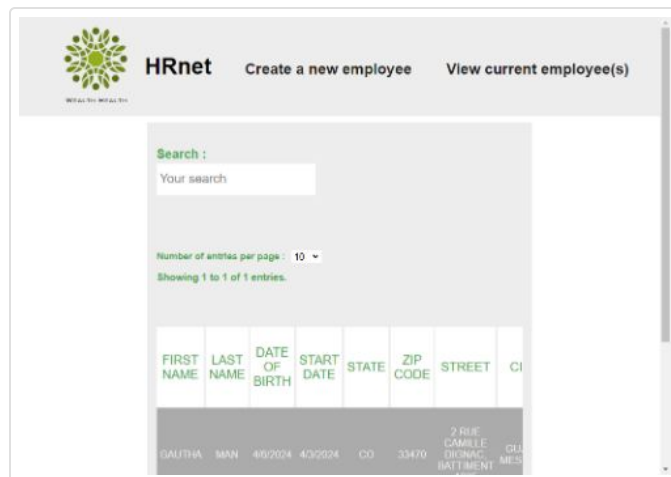 HRnet Create a new employee View current employee(s)
WEALTH HEALTH
Search :
Your search
Number of entries per page : 10
Showing 1 to 1 of 1 entries.
FIRST NAME LAST NAME DATE OF BIRTH START DATE STATE ZIP CODE STREET
GAUTHA MAN 4/6/2024 4/3/2024 CO 33470 2 RUE CAMILLE DIGNAC, BATTIMENT